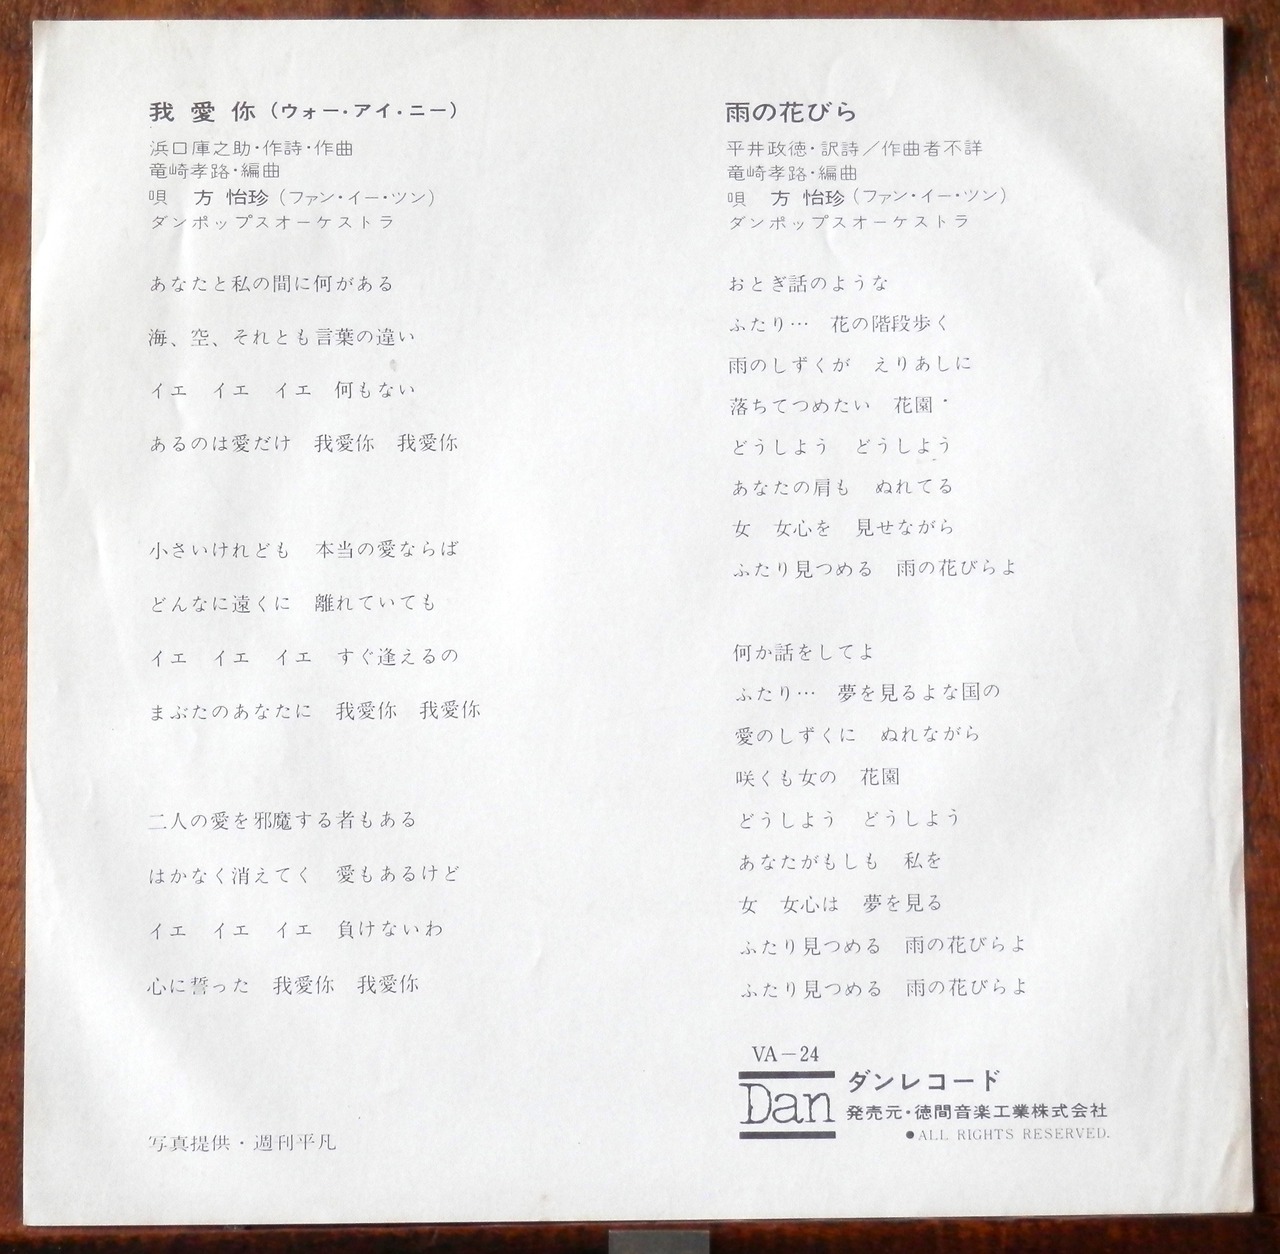 我 愛 你（ウォー・アイ・ニー）
浜口庫之助・作詩・作曲
竜崎孝路・編曲
唄　方 怡珍（ファン・イー・ツン）
ダンポップスオーケストラ
あなたと私の間に何がある
海、空、それとも言葉の違い
イエ　イエ　イエ　何もない
あるのは愛だけ　我愛你　我愛你
小さいけれども　本当の愛ならば
どんなに遠くに　離れていても
イエ　イエ　イエ　すぐ逢えるの
まぶたのあなたに　我愛你　我愛你
二人の愛を邪魔する者もある
はかなく消えてく　愛もあるけど
イエ　イエ　イエ　負けないわ
心に誓った　我愛你　我愛你
写真提供・週刊平凡
雨の花びら
平井政徳・訳詩／作曲者不詳
竜崎孝路・編曲
唄　方 怡珍（ファン・イー・ツン）
ダンポップスオーケストラ
おとぎ話のような
ふたり…　花の階段歩く
雨のしずくが　えりあしに
落ちてつめたい　花園
どうしよう　どうしよう
あなたの肩も　ぬれてる
女　女心を　見せながら
ふたり見つめる　雨の花びらよ
何か話をしてよ
ふたり…　夢を見るよな国の
愛のしずくに　ぬれながら
咲くも女の　花園
どうしよう　どうしよう
あなたがもしも　私を
女　女心は　夢を見る
ふたり見つめる　雨の花びらよ
ふたり見つめる　雨の花びらよ
VA－24
Dan
ダンレコード
発売元・徳間音楽工業株式会社
●ALL RIGHTS RESERVED.